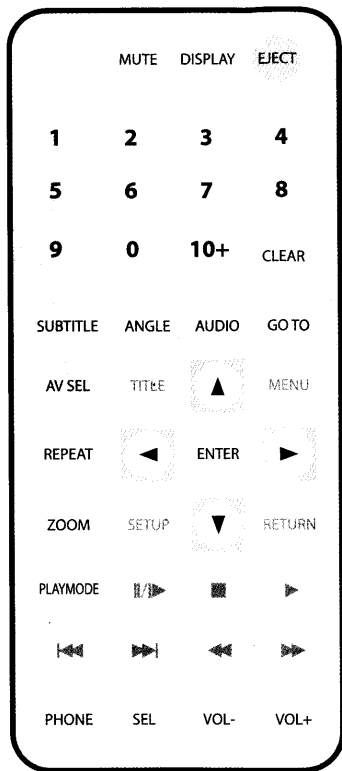 MUTE DISPLAY EJECT
1 2 3 4
5 6 7 8
9 0 10+ CLEAR
SUBTITLE ANGLE AUDIO GO TO
AV SEL TITLE MENU
REPEAT ENTER
ZOOM SETUP RETURN
PLAYMODE
PHONE SEL VOL- VOL+